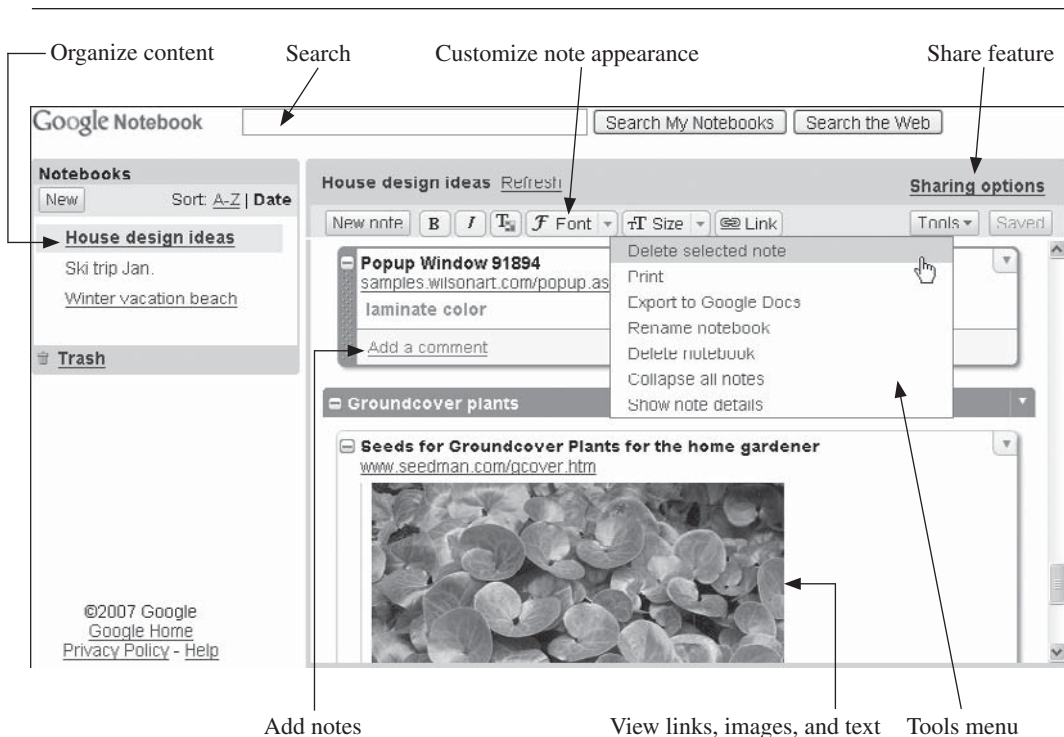 Organize content
Search
Customize note appearance
Share feature
Google Notebook
Search My Notebooks
Search the Web
Notebooks
New
Sort: A-Z | Date
House design ideas
Ski trip Jan.
Winter vacation beach
Trash
©2007 Google
Google Home
Privacy Policy - Help
House design ideas Refresh
Sharing options
New note B I T F Font T Size Link Tools Saved
Popup Window 91894
samples.wilsonart.com/popup.as
laminate color
Add a comment
Delete selected note
Print
Export to Google Docs
Rename notebook
Delete notebook
Collapse all notes
Show note details
Groundcover plants
Seeds for Groundcover Plants for the home gardener
www.seedman.com/gcover.htm
Add notes
View links, images, and text
Tools menu